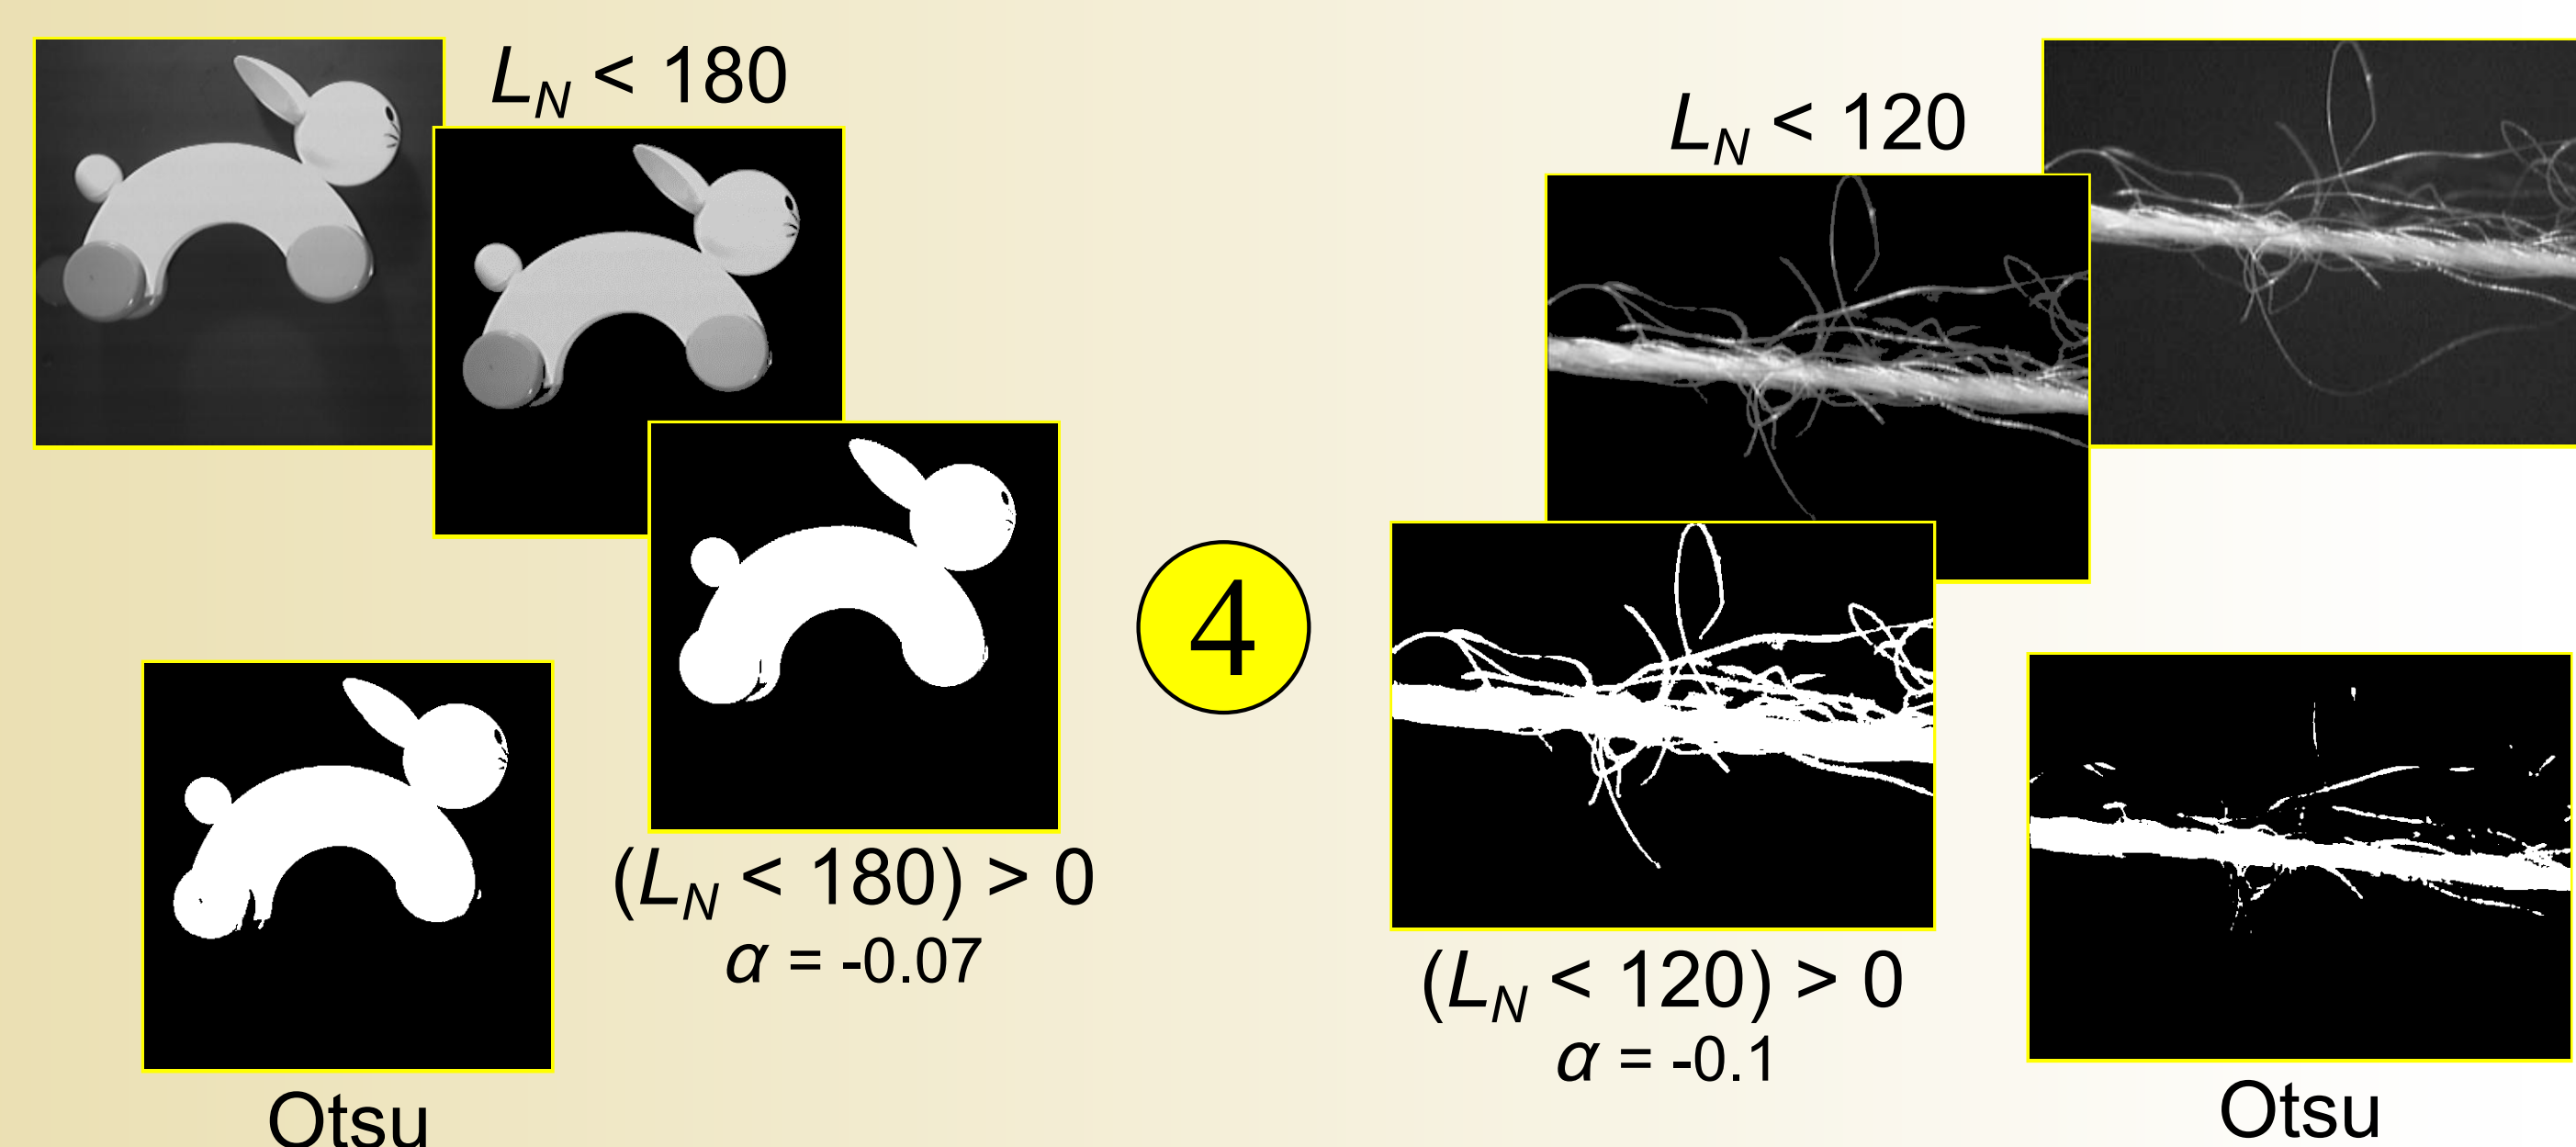 L_N < 180
L_N < 120
4
(L_N < 180) > 0
α = -0.07
(L_N < 120) > 0
α = -0.1
Otsu
Otsu